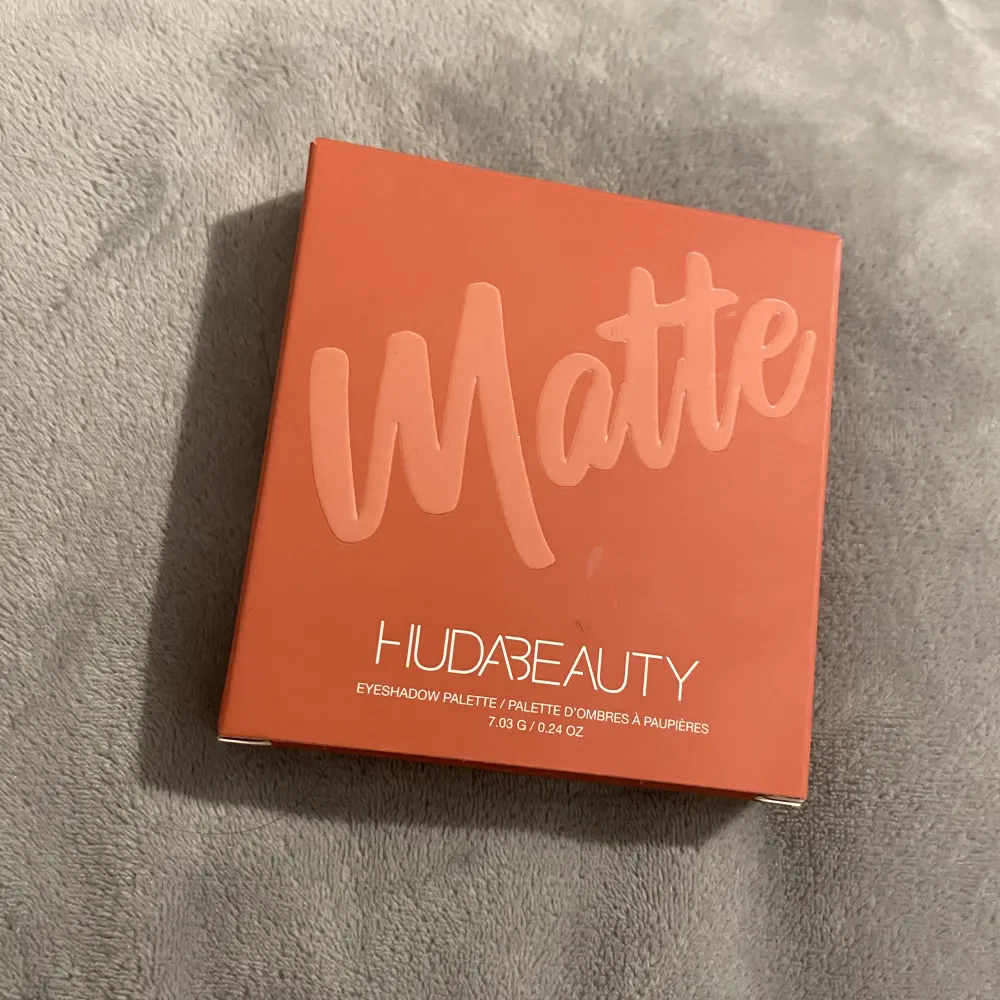 Matte
HUDABEAUTY
EYESHADOW PALETTE / PALETTE D'OMBRES À PAUPIÈRES
7.03 G / 0.24 OZ